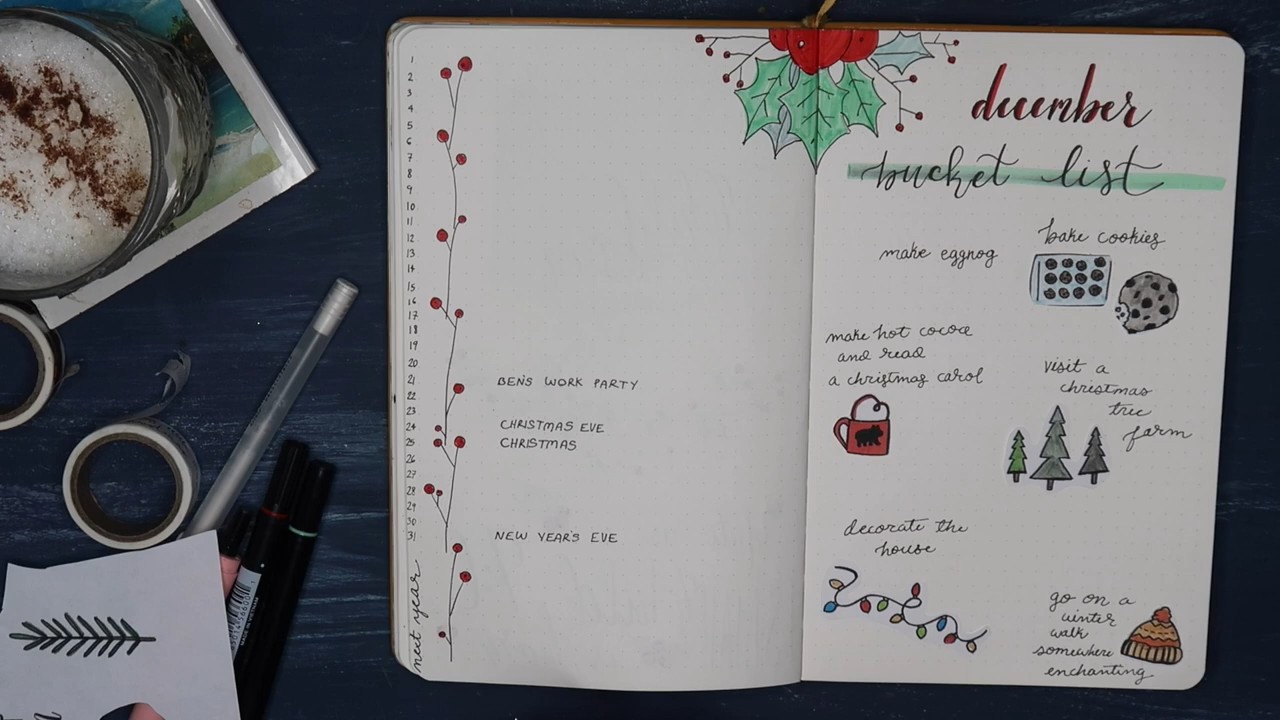 1
2
3
4
5
6
7
8
9
10
11
12
13
14
15
16
17
18
19
20
21 BEN'S WORK PARTY
22
23
24 CHRISTMAS EVE
25 CHRISTMAS
26
27
28
29
30
31 NEW YEAR'S EVE
next year
december
bucket list
make eggnog
bake cookies
make hot cocoa
and read
a christmas carol
visit a
christmas
tree
farm
decorate the
house
go on a
winter
walk
somewhere
enchanting